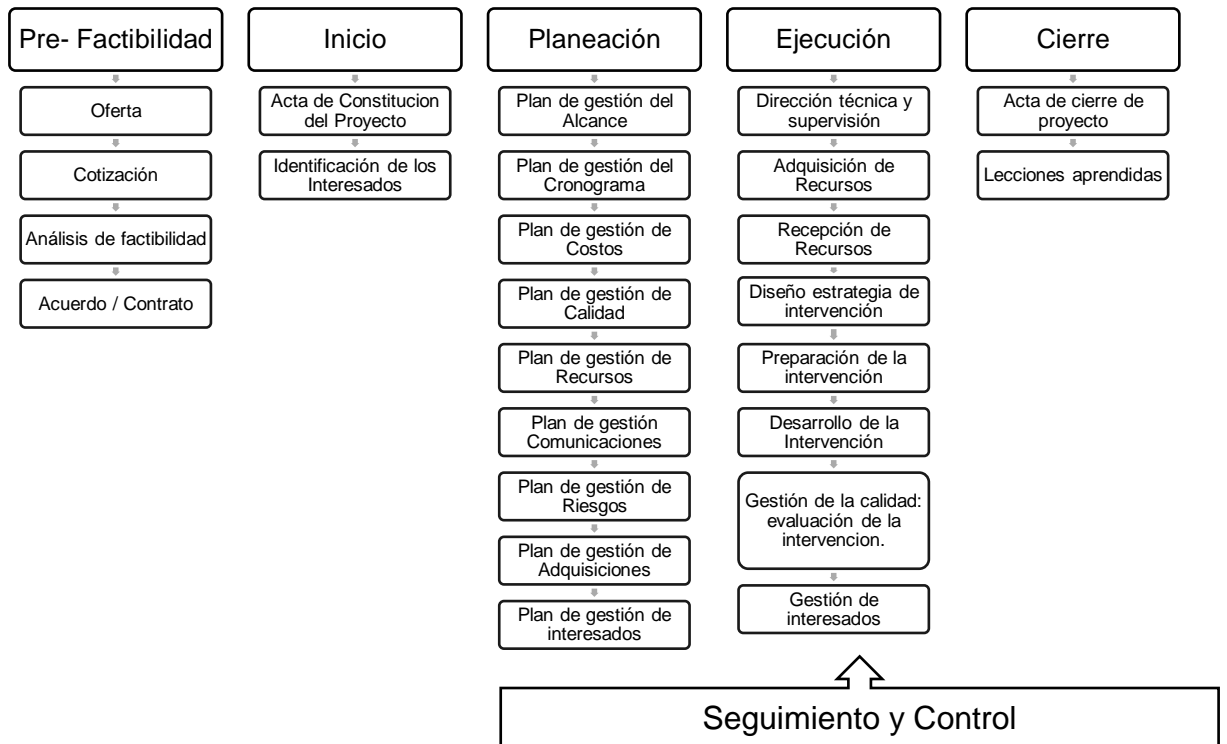 Pre- Factibilidad
Oferta
Cotización
Análisis de factibilidad
Acuerdo / Contrato
Inicio
Acta de Constitucion
del Proyecto
Identificación de los
Interesados
Planeación
Plan de gestión del
Alcance
Plan de gestión del
Cronograma
Plan de gestión de
Costos
Plan de gestión de
Calidad
Plan de gestión de
Recursos
Plan de gestión
Comunicaciones
Plan de gestión de
Riesgos
Plan de gestión de
Adquisiciones
Plan de gestión de
interesados
Ejecución
Dirección técnica y
supervisión
Adquisición de
Recursos
Recepción de
Recursos
Diseño estrategia de
intervención
Preparación de la
intervención
Desarrollo de la
Intervención
Gestión de la calidad:
evaluación de la
intervencion.
Gestión de
interesados
Cierre
Acta de cierre de
proyecto
Lecciones aprendidas
Seguimiento y Control